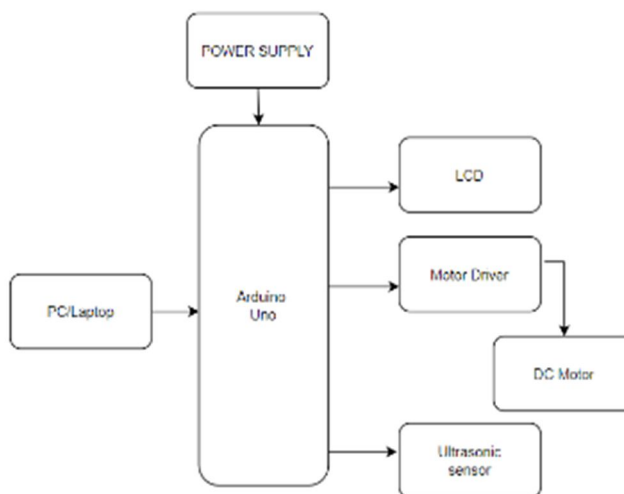 POWER SUPPLY
LCD
Motor Driver
PC/Laptop
Arduino
Uno
DC Motor
Ultrasonic
sensor